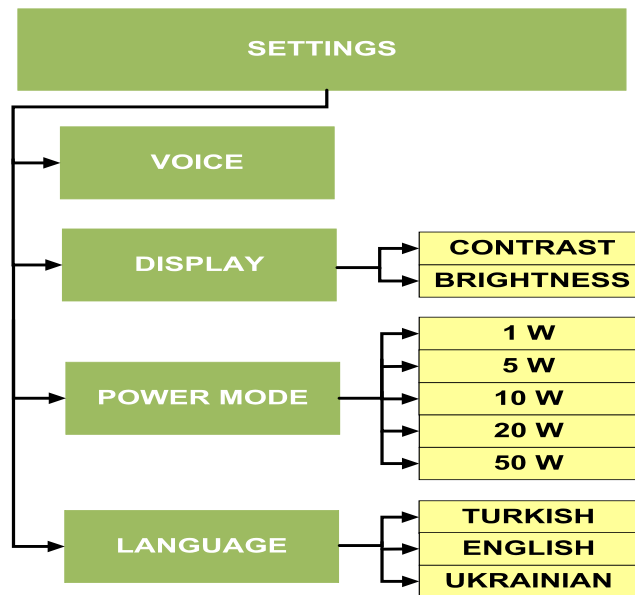 SETTINGS
VOICE
DISPLAY
CONTRAST
BRIGHTNESS
POWER MODE
1 W
5 W
10 W
20 W
50 W
LANGUAGE
TURKISH
ENGLISH
UKRAINIAN